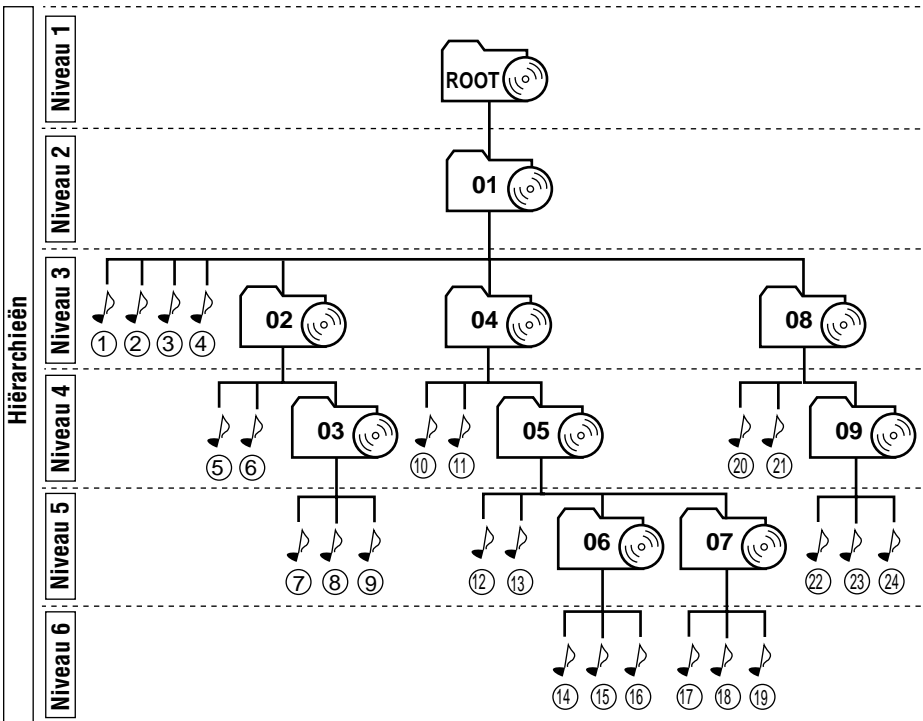 Hiërarchieën
Niveau 1
ROOT
Niveau 2
01
Niveau 3
① ② ③ ④
02
04
08
Niveau 4
⑤ ⑥
03
⑩ ⑪
05
⑳ ㉑
09
Niveau 5
⑦ ⑧ ⑨
⑫ ⑬
06
07
㉒ ㉓ ㉔
Niveau 6
⑭ ⑮ ⑯
⑰ ⑱ ⑲